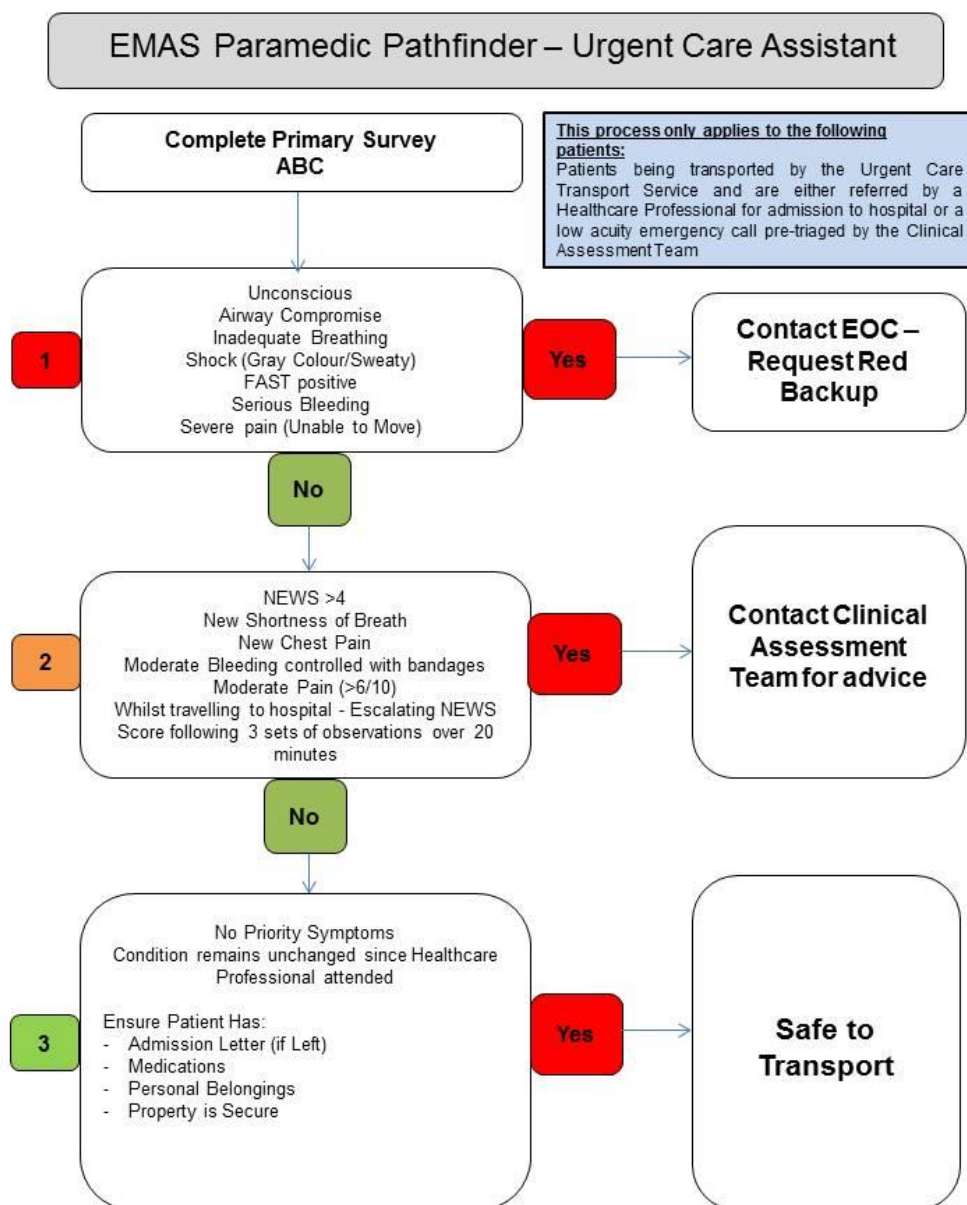 EMAS Paramedic Pathfinder – Urgent Care Assistant
Complete Primary Survey
ABC
This process only applies to the following
patients:
Patients being transported by the Urgent Care
Transport Service and are either referred by a
Healthcare Professional for admission to hospital or a
low acuity emergency call pre-triaged by the Clinical
Assessment Team
1
Unconscious
Airway Compromise
Inadequate Breathing
Shock (Gray Colour/Sweaty)
FAST positive
Serious Bleeding
Severe pain (Unable to Move)
Yes
Contact EOC –
Request Red
Backup
No
2
NEWS >4
New Shortness of Breath
New Chest Pain
Moderate Bleeding controlled with bandages
Moderate Pain (>6/10)
Whilst travelling to hospital - Escalating NEWS
Score following 3 sets of observations over 20
minutes
Yes
Contact Clinical
Assessment
Team for advice
No
3
No Priority Symptoms
Condition remains unchanged since Healthcare
Professional attended
Ensure Patient Has:
- Admission Letter (if Left)
- Medications
- Personal Belongings
- Property is Secure
Yes
Safe to
Transport